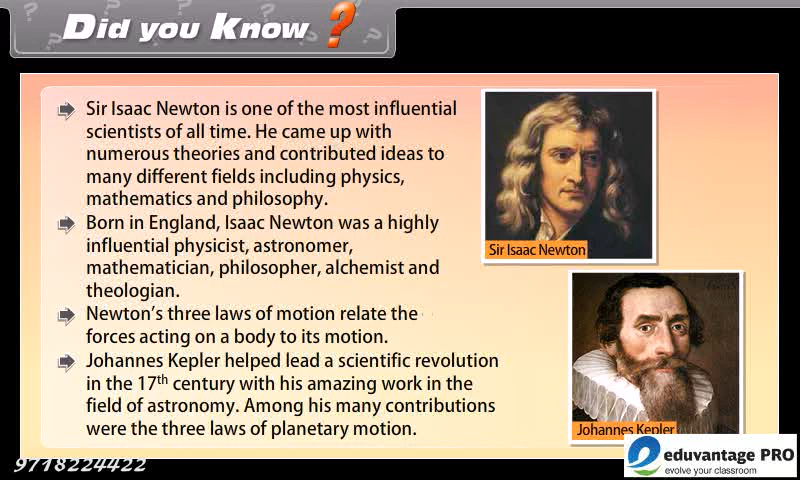 Did you Know ?
Sir Isaac Newton is one of the most influential
scientists of all time. He came up with
numerous theories and contributed ideas to
many different fields including physics,
mathematics and philosophy.
Born in England, Isaac Newton was a highly
influential physicist, astronomer,
mathematician, philosopher, alchemist and
theologian.
Newton's three laws of motion relate the
forces acting on a body to its motion.
Johannes Kepler helped lead a scientific revolution
in the 17th century with his amazing work in the
field of astronomy. Among his many contributions
were the three laws of planetary motion.
Sir Isaac Newton
Johannes Kepler
9718224422
eduvantage PRO
evolve your classroom